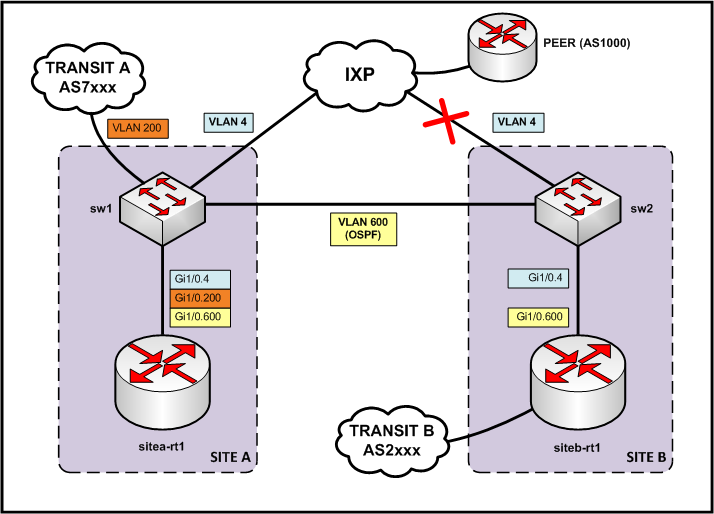 PEER (AS1000)
TRANSIT A
AS7xxx
IXP
VLAN 200
VLAN 4
VLAN 4
sw1
sw2
VLAN 600
(OSPF)
Gi1/0.4
Gi1/0.200
Gi1/0.600
Gi1/0.4
Gi1/0.600
sitea-rt1
SITE A
TRANSIT B
AS2xxx
siteb-rt1
SITE B